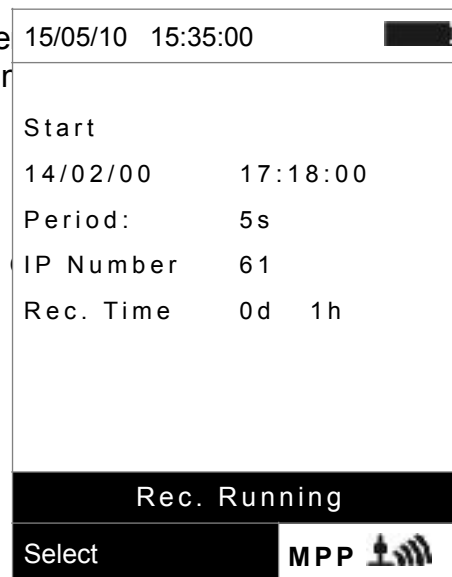 15/05/10 15:35:00
Start
14/02/00 17:18:00
Period: 5s
IP Number 61
Rec. Time 0d 1h
Rec. Running
Select MPP